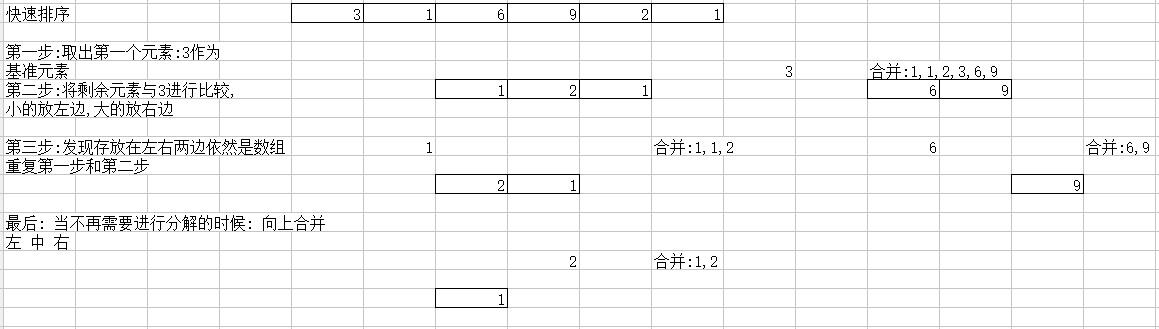 快速排序 3 1 6 9 2 1
第一步:取出第一个元素:3作为
基准元素 3 合并:1,1,2,3,6,9
第二步:将剩余元素与3进行比较, 1 2 1 6 9
小的放左边,大的放右边
第三步:发现存放在左右两边依然是数组 1 合并:1,1,2 6 合并:6,9
重复第一步和第二步
2 1 9
最后: 当不再需要进行分解的时候: 向上合并
左 中 右
2 合并:1,2
1